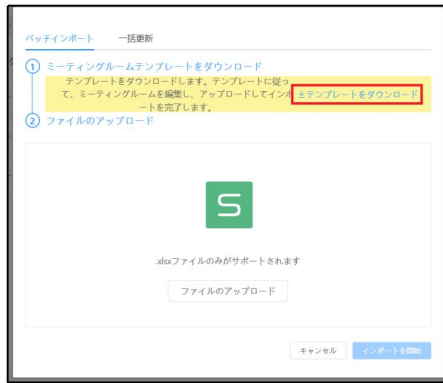 バッチインポート 一括更新
1 ミーティングルームテンプレートをダウンロード
テンプレートをダウンロードします。テンプレートに従っ
て、ミーティングルームを編集し、アップロードしてインポ テンプレートをダウンロード
ートを完了します。
2 ファイルのアップロード
S
.xlsxファイルのみがサポートされます
ファイルのアップロード
キャンセル インポートを開始